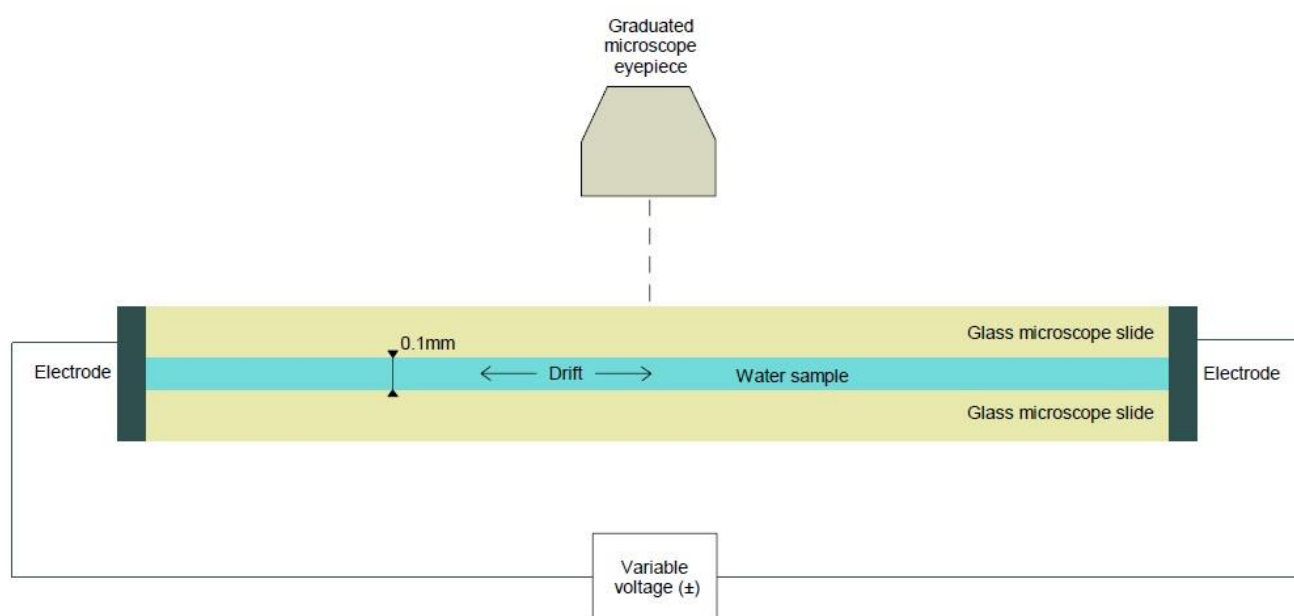 Graduated
microscope
eyepiece
Glass microscope slide
0.1mm
Electrode
Drift
Water sample
Electrode
Glass microscope slide
Variable
voltage (±)